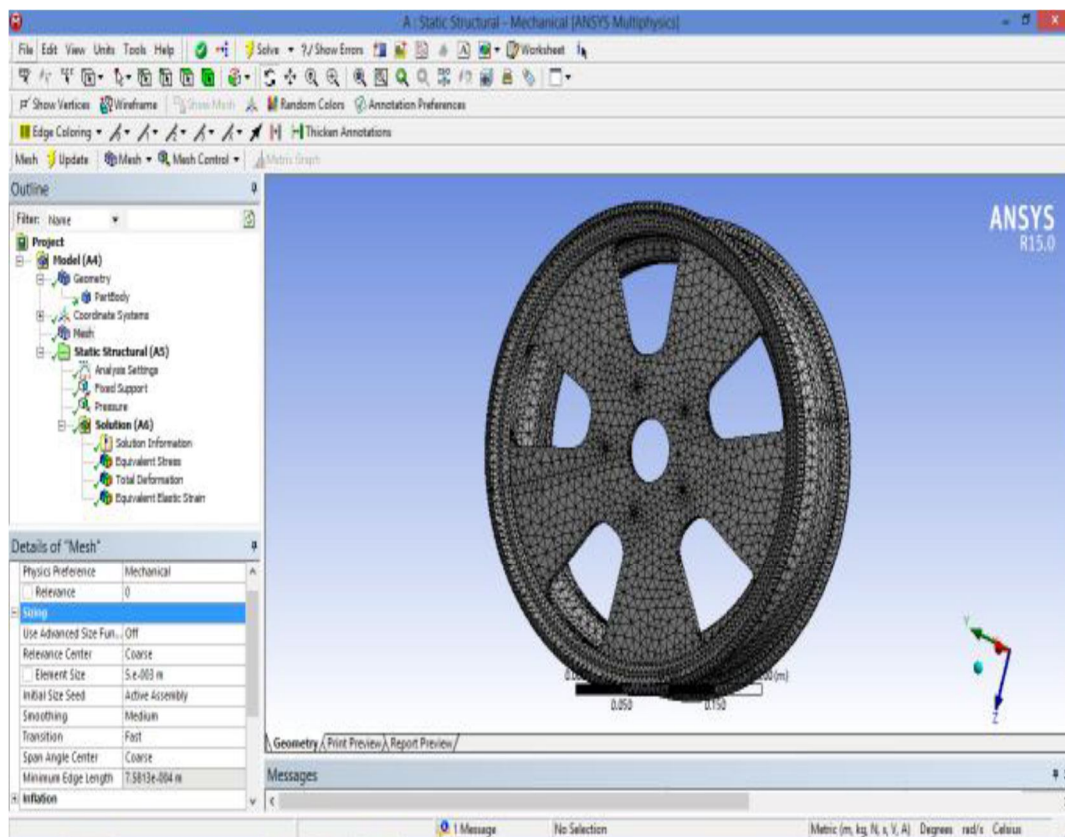 A : Static Structural - Mechanical [ANSYS Multiphysics]
File Edit View Units Tools Help Solve ?/ Show Errors Worksheet
Show Vertices Wireframe Show Mesh Random Colors Annotation Preferences
Edge Coloring Thicken Annotations
Mesh Update Mesh Mesh Control Metric Graph
Outline
Filter: Name
Project
Model (A4)
Geometry
PartBody
Coordinate Systems
Mesh
Static Structural (A5)
Analysis Settings
Fixed Support
Pressure
Solution (A6)
Solution Information
Equivalent Stress
Total Deformation
Equivalent Elastic Strain
Details of "Mesh"
Physics Preference Mechanical
Relevance 0
Sizing
Use Advanced Size Fun... Off
Relevance Center Coarse
Element Size 5.e-003 m
Initial Size Seed Active Assembly
Smoothing Medium
Transition Fast
Span Angle Center Coarse
Minimum Edge Length 7.5813e-004 m
Inflation
ANSYS
R15.0
(m)
0.050 0.150
Y
Z
Geometry Print Preview Report Preview
Messages
1 Message No Selection Metric (m, kg, N, s, V, A) Degrees rad/s Celsius